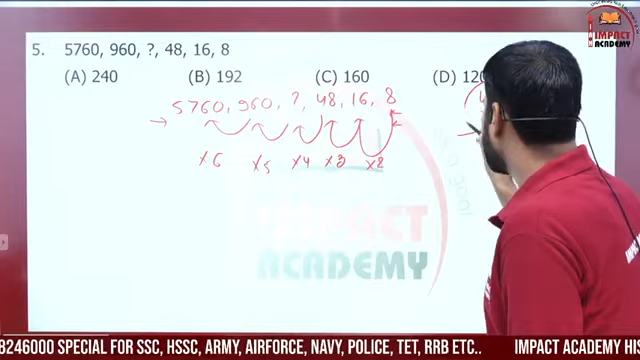 IMPACT
ACADEMY
5. 5760, 960, ?, 48, 16, 8
(A) 240 (B) 192 (C) 160 (D) 120
5760, 960, ?, 48, 16, 8
×6 ×5 ×4 ×3 ×2
IMPACT
ACADEMY
8246000 SPECIAL FOR SSC, HSSC, ARMY, AIRFORCE, NAVY, POLICE, TET, RRB ETC.. IMPACT ACADEMY HIS